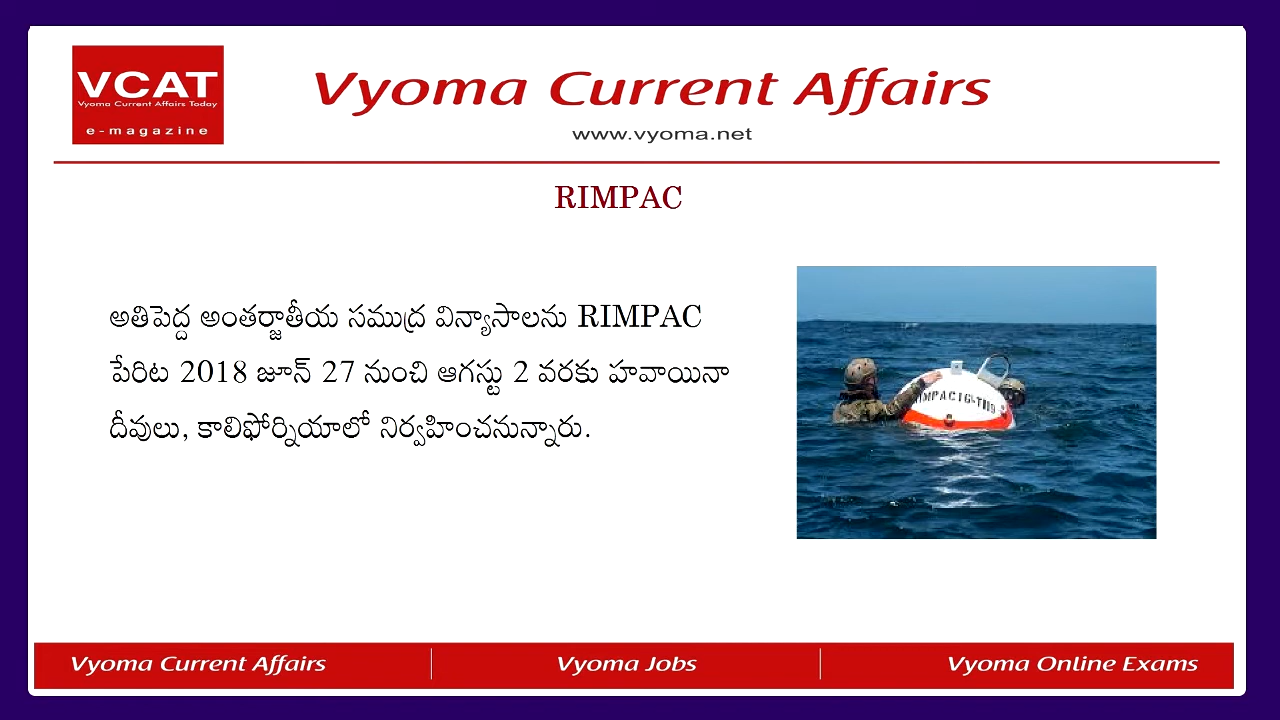 VCAT
Vyoma Current Affairs Today
e-magazine
Vyoma Current Affairs
www.vyoma.net
RIMPAC
అతిపెద్ద అంతర్జాతీయ సముద్ర విన్యాసాలను RIMPAC
పేరిట 2018 జూన్ 27 నుంచి ఆగస్టు 2 వరకు హవాయినా
దీవులు, కాలిఫోర్నియాలో నిర్వహించనున్నారు.
Vyoma Current Affairs
Vyoma Jobs
Vyoma Online Exams